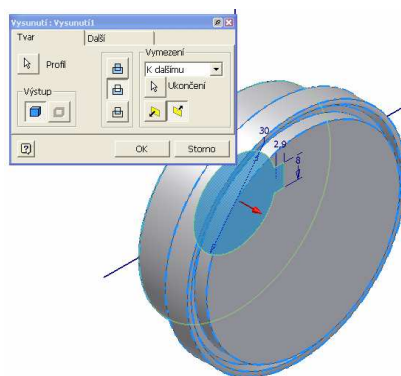 Vysunutí : Vysunutí1
Tvar
Další
Profil
Výstup
Vymezení
K dalšímu
Ukončení
OK
Storno
30
2,9
8